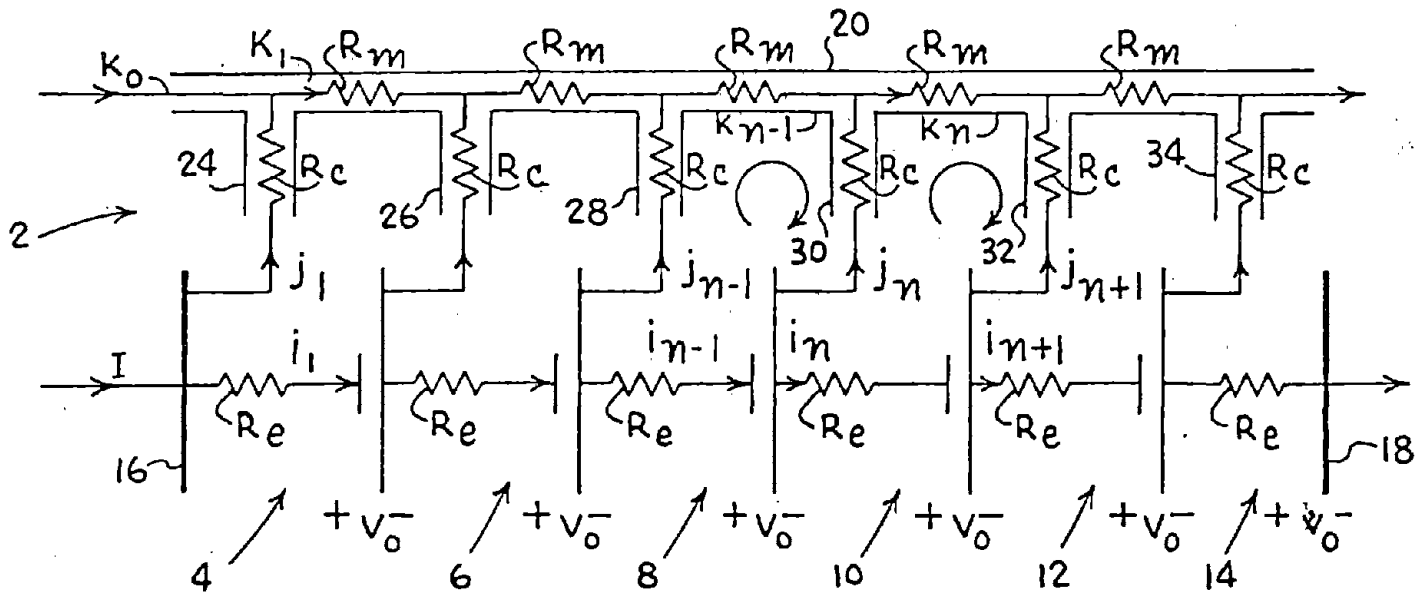 20
K₀ K₁ Rm Rm Rm Rm Rm
Kn-1 Kn
24 Rc 26 Rc 28 Rc 30 Rc 32 Rc 34 Rc
2
j₁ jn-1 jn jn+1
I i₁ in-1 in in+1
Re Re Re Re Re Re
16 18
+ v₀⁻ + v₀⁻ + v₀⁻ + v₀⁻ + v₀⁻ + v₀⁻
4 6 8 10 12 14